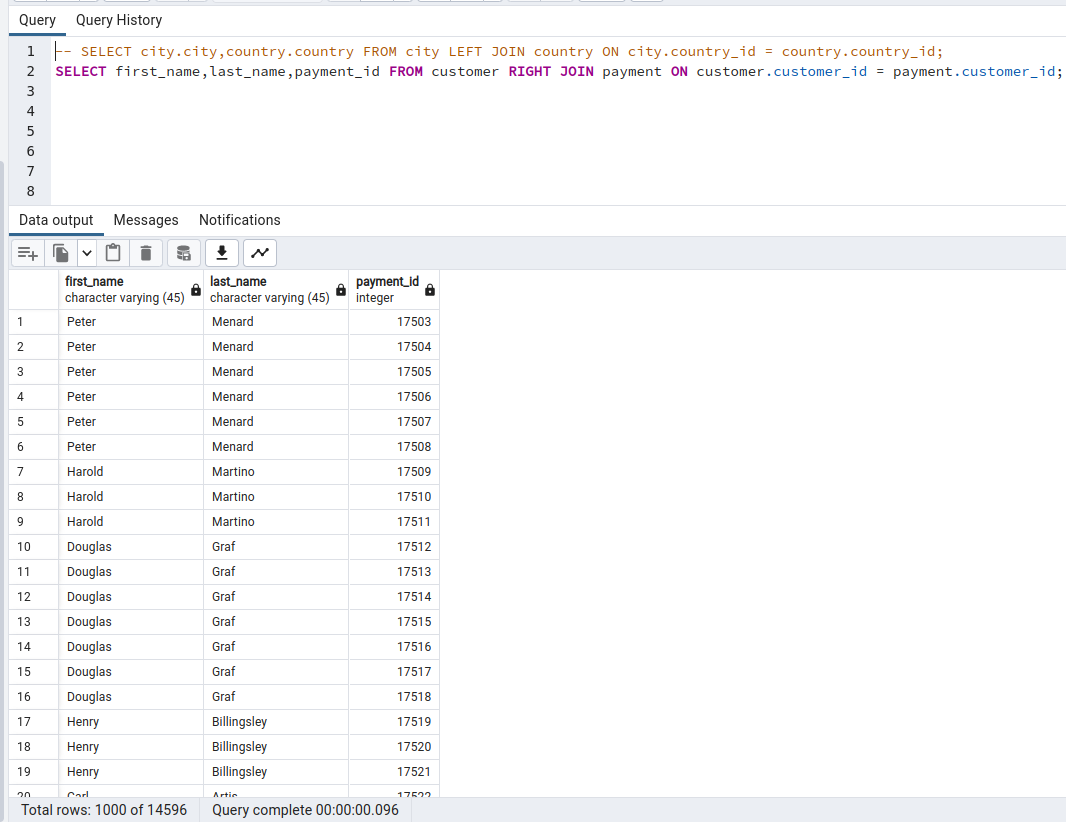 Query Query History
1 -- SELECT city.city,country.country FROM city LEFT JOIN country ON city.country_id = country.country_id;
2 SELECT first_name,last_name,payment_id FROM customer RIGHT JOIN payment ON customer.customer_id = payment.customer_id;
3
4
5
6
7
8
Data output Messages Notifications
first_name last_name payment_id
character varying (45) character varying (45) integer
1 Peter Menard 17503
2 Peter Menard 17504
3 Peter Menard 17505
4 Peter Menard 17506
5 Peter Menard 17507
6 Peter Menard 17508
7 Harold Martino 17509
8 Harold Martino 17510
9 Harold Martino 17511
10 Douglas Graf 17512
11 Douglas Graf 17513
12 Douglas Graf 17514
13 Douglas Graf 17515
14 Douglas Graf 17516
15 Douglas Graf 17517
16 Douglas Graf 17518
17 Henry Billingsley 17519
18 Henry Billingsley 17520
19 Henry Billingsley 17521
20 Carl Artis 17522
Total rows: 1000 of 14596 Query complete 00:00:00.096